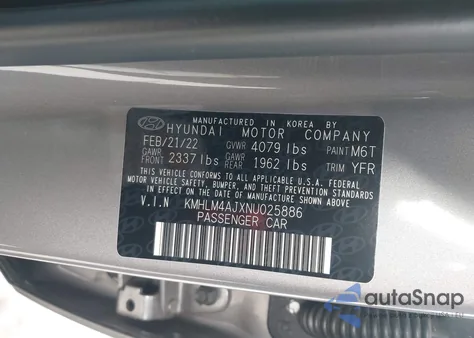 MANUFACTURED IN KOREA BY
HYUNDAI MOTOR COMPANY
FEB/21/22 GVWR 4079 lbs PAINT M6T
GAWR FRONT 2337 lbs GAWR REAR 1962 lbs TRIM YFR
THIS VEHICLE CONFORMS TO ALL APPLICABLE U.S.A. FEDERAL
MOTOR VEHICLE SAFETY, BUMPER, AND THEFT PREVENTION
STANDARDS IN EFFECT ON THE DATE OF MANUFACTURE SHOWN ABOVE.
V.I.N KMHLM4AJXNU025886
PASSENGER CAR
autoSnap